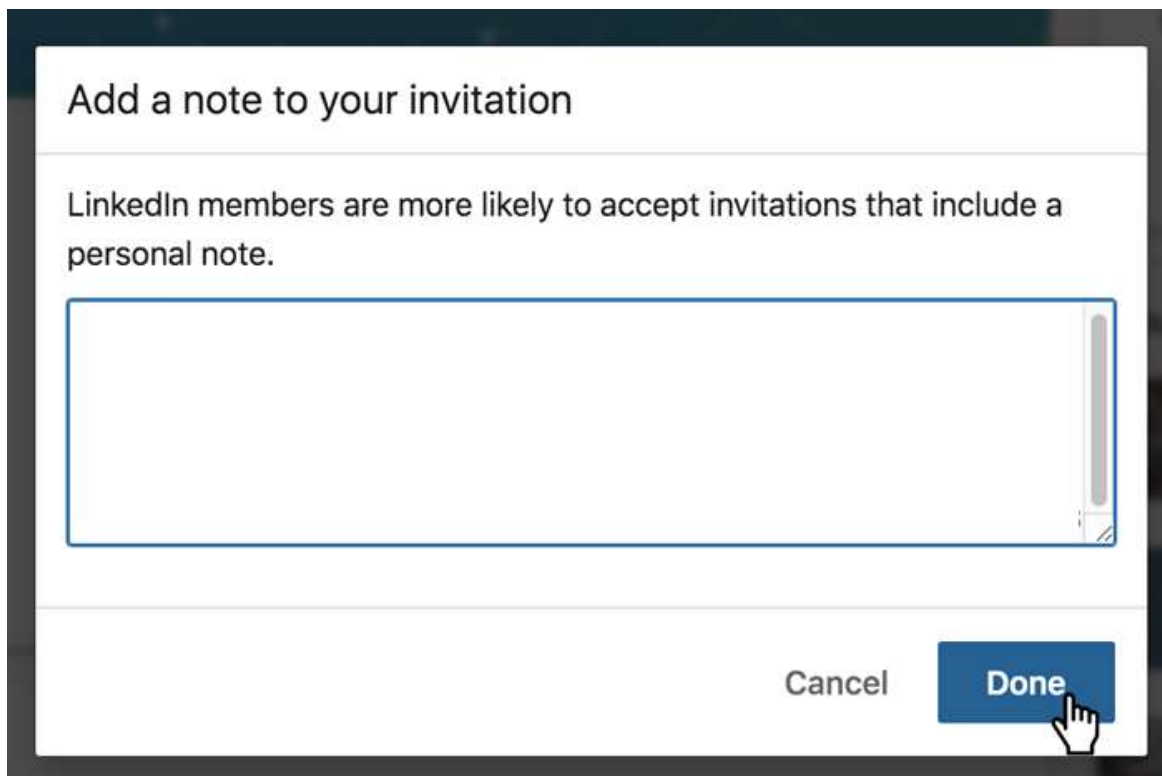 Add a note to your invitation
LinkedIn members are more likely to accept invitations that include a
personal note.
Cancel
Done